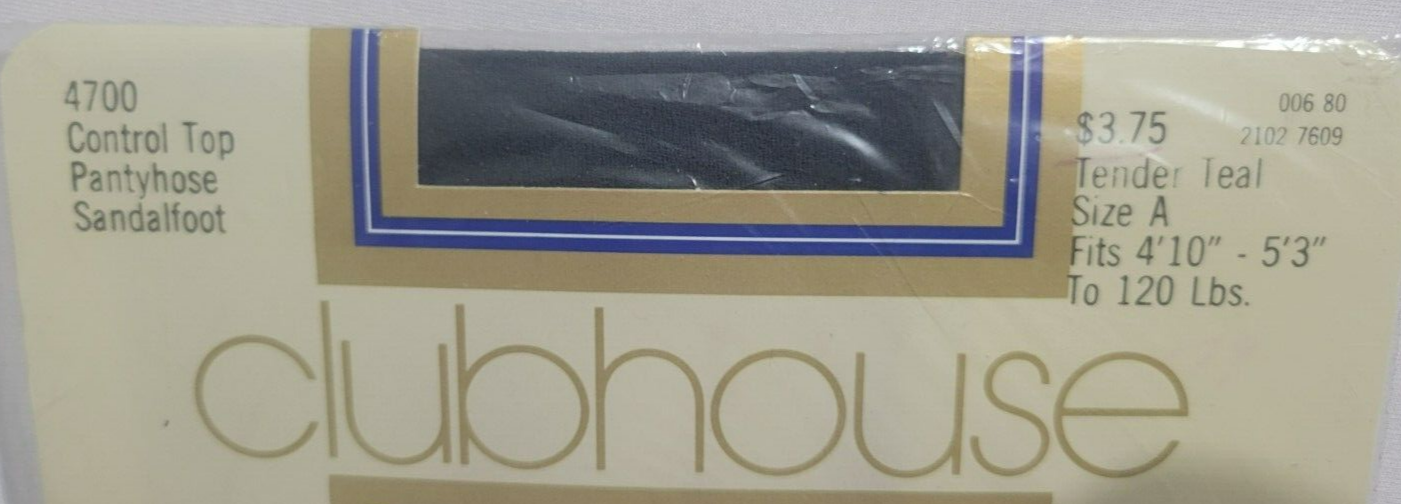 4700
Control Top
Pantyhose
Sandalfoot
006 80
$3.75
2102 7609
Tender Teal
Size A
Fits 4'10" - 5'3"
To 120 Lbs.
clubhouse